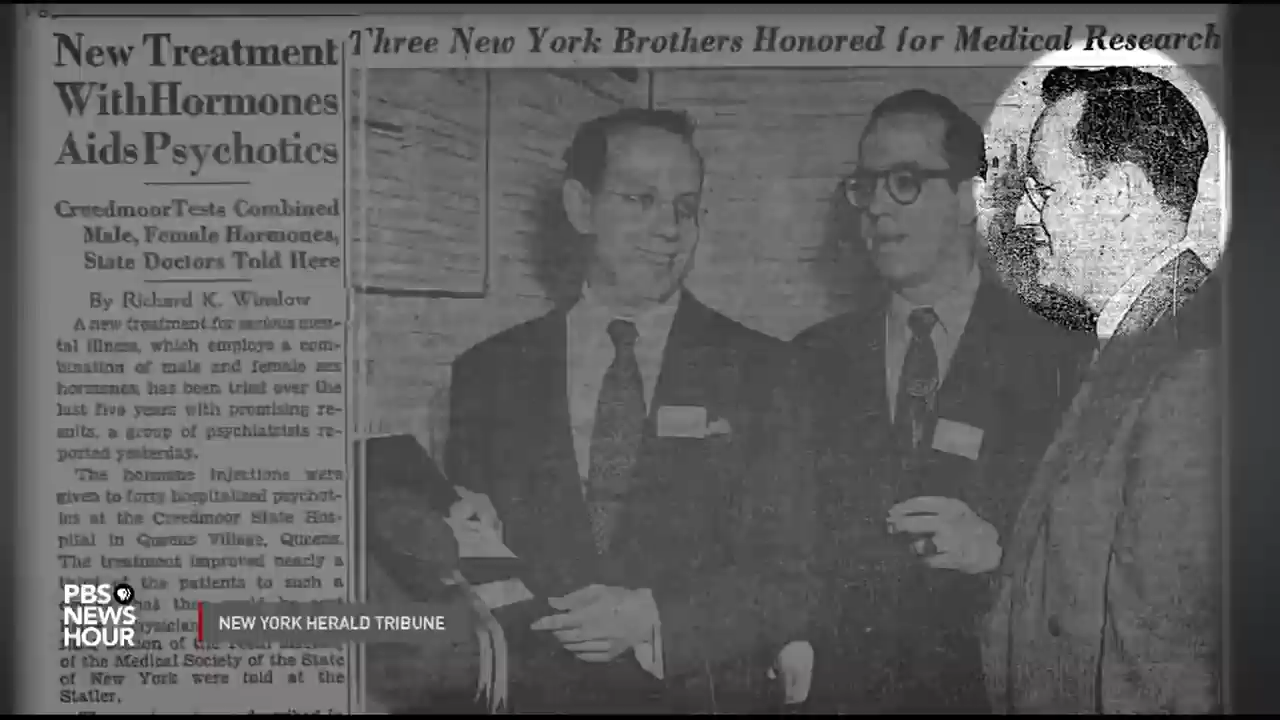 New Treatment
With Hormones
Aids Psychotics
Creedmoor Tests Combined
Male, Female Hormones,
State Doctors Told Here
By Richard K. Winslow
A new treatment for serious men-
tal illness, which employs a com-
bination of male and female sex
hormones, has been tried over the
last five years with promising re-
sults, a group of psychiatrists re-
ported yesterday.
The hormone injections were
given to forty hospitalized psychot-
ics at the Creedmoor State Hos-
pital in Queens Village, Queens.
The treatment improved nearly a
of the patients to such a
of the Medical Society of the State
of New York were told at the
Statler.
Three New York Brothers Honored for Medical Research
PBS
NEWS
HOUR
NEW YORK HERALD TRIBUNE